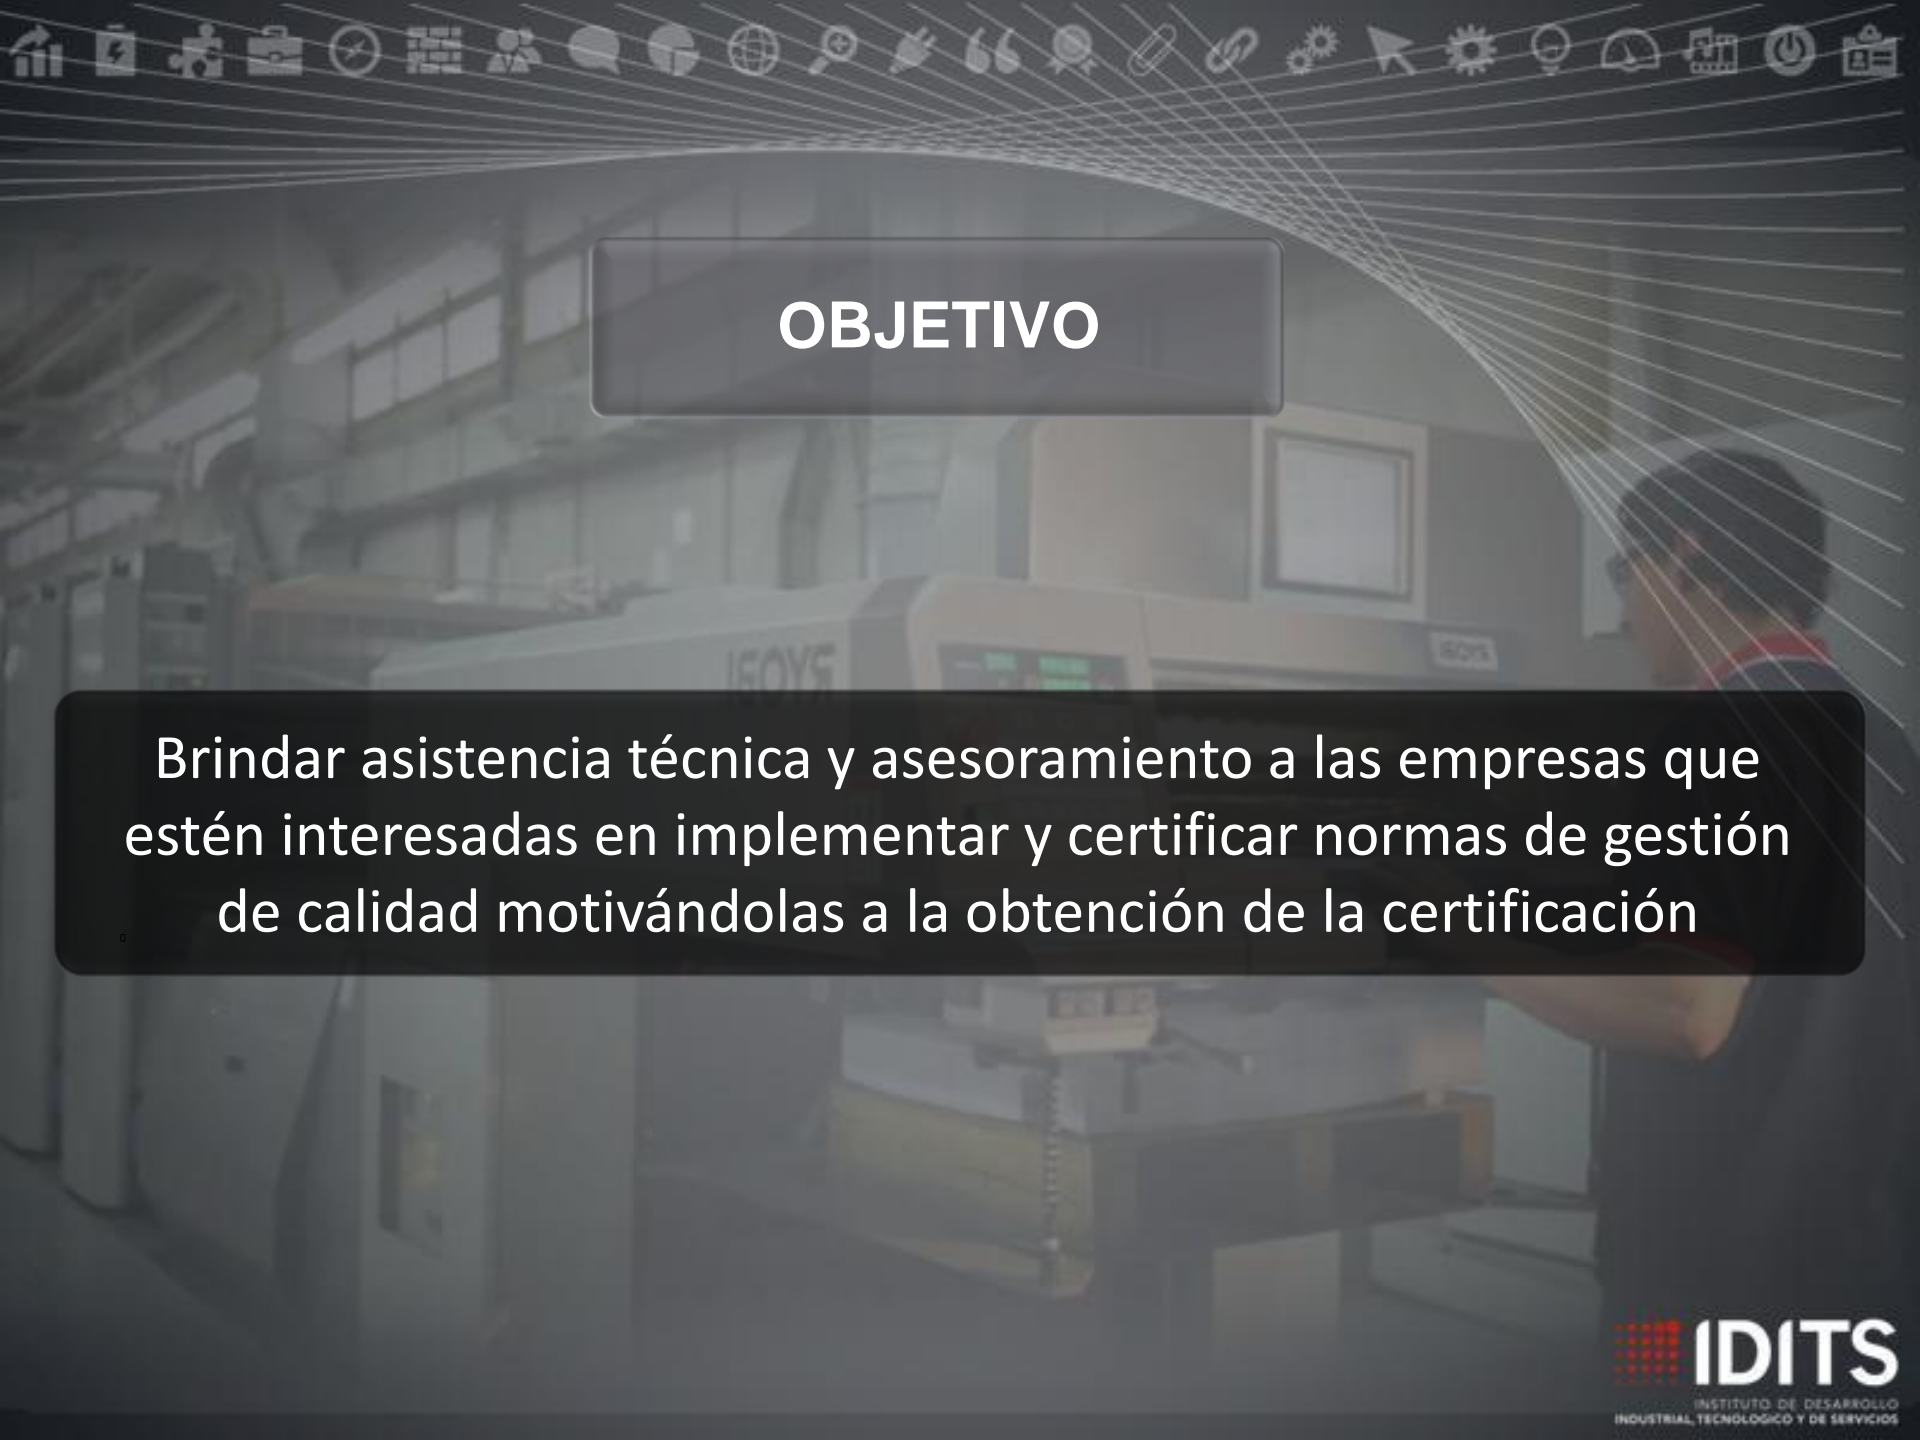 OBJETIVO
Brindar asistencia técnica y asesoramiento a las empresas que
estén interesadas en implementar y certificar normas de gestión
de calidad motivándolas a la obtención de la certificación
IDITS
INSTITUTO DE DESARROLLO
INDUSTRIAL, TECNOLOGICO Y DE SERVICIOS